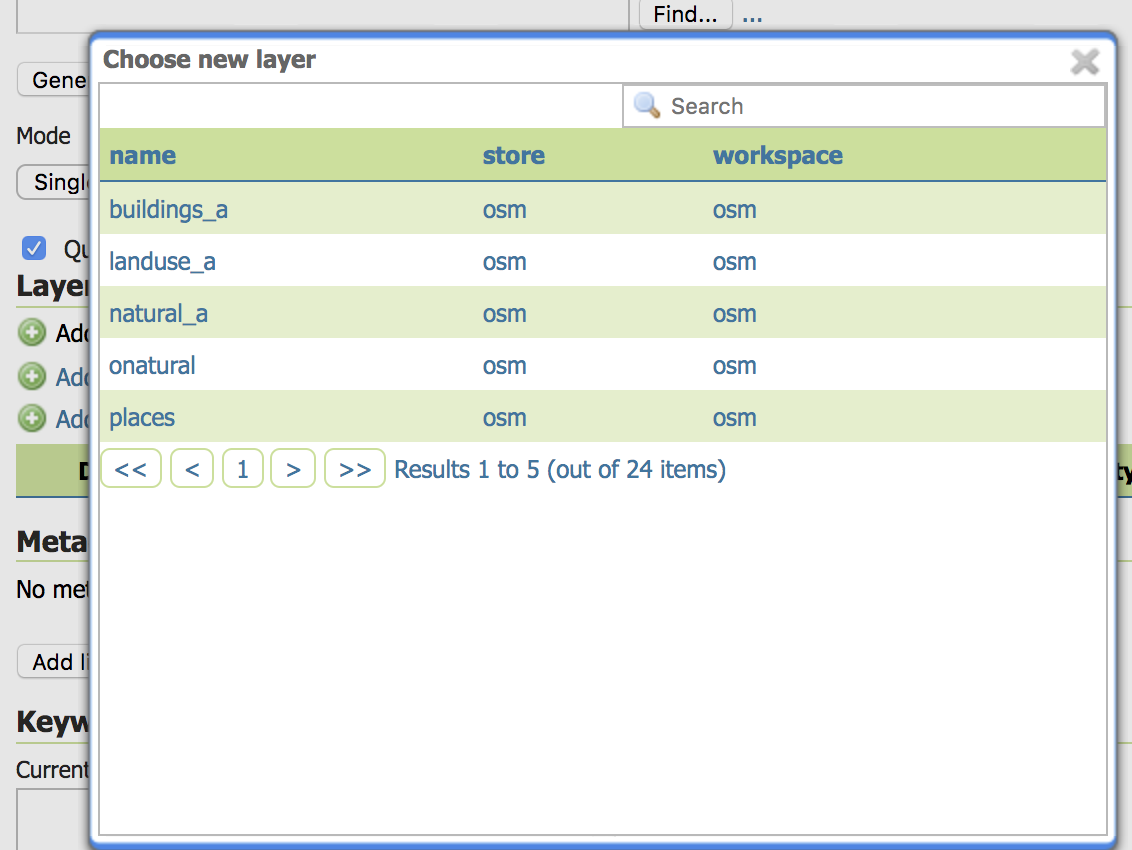 Find... ...
Choose new layer
Gene
Search
Mode
name store workspace
Singl
buildings_a osm osm
Qu
landuse_a osm osm
Layer
natural_a osm osm
Add
onatural osm osm
Add
places osm osm
Add
<< < 1 > >> Results 1 to 5 (out of 24 items)
D ty
Meta
No met
Add li
Keyw
Current